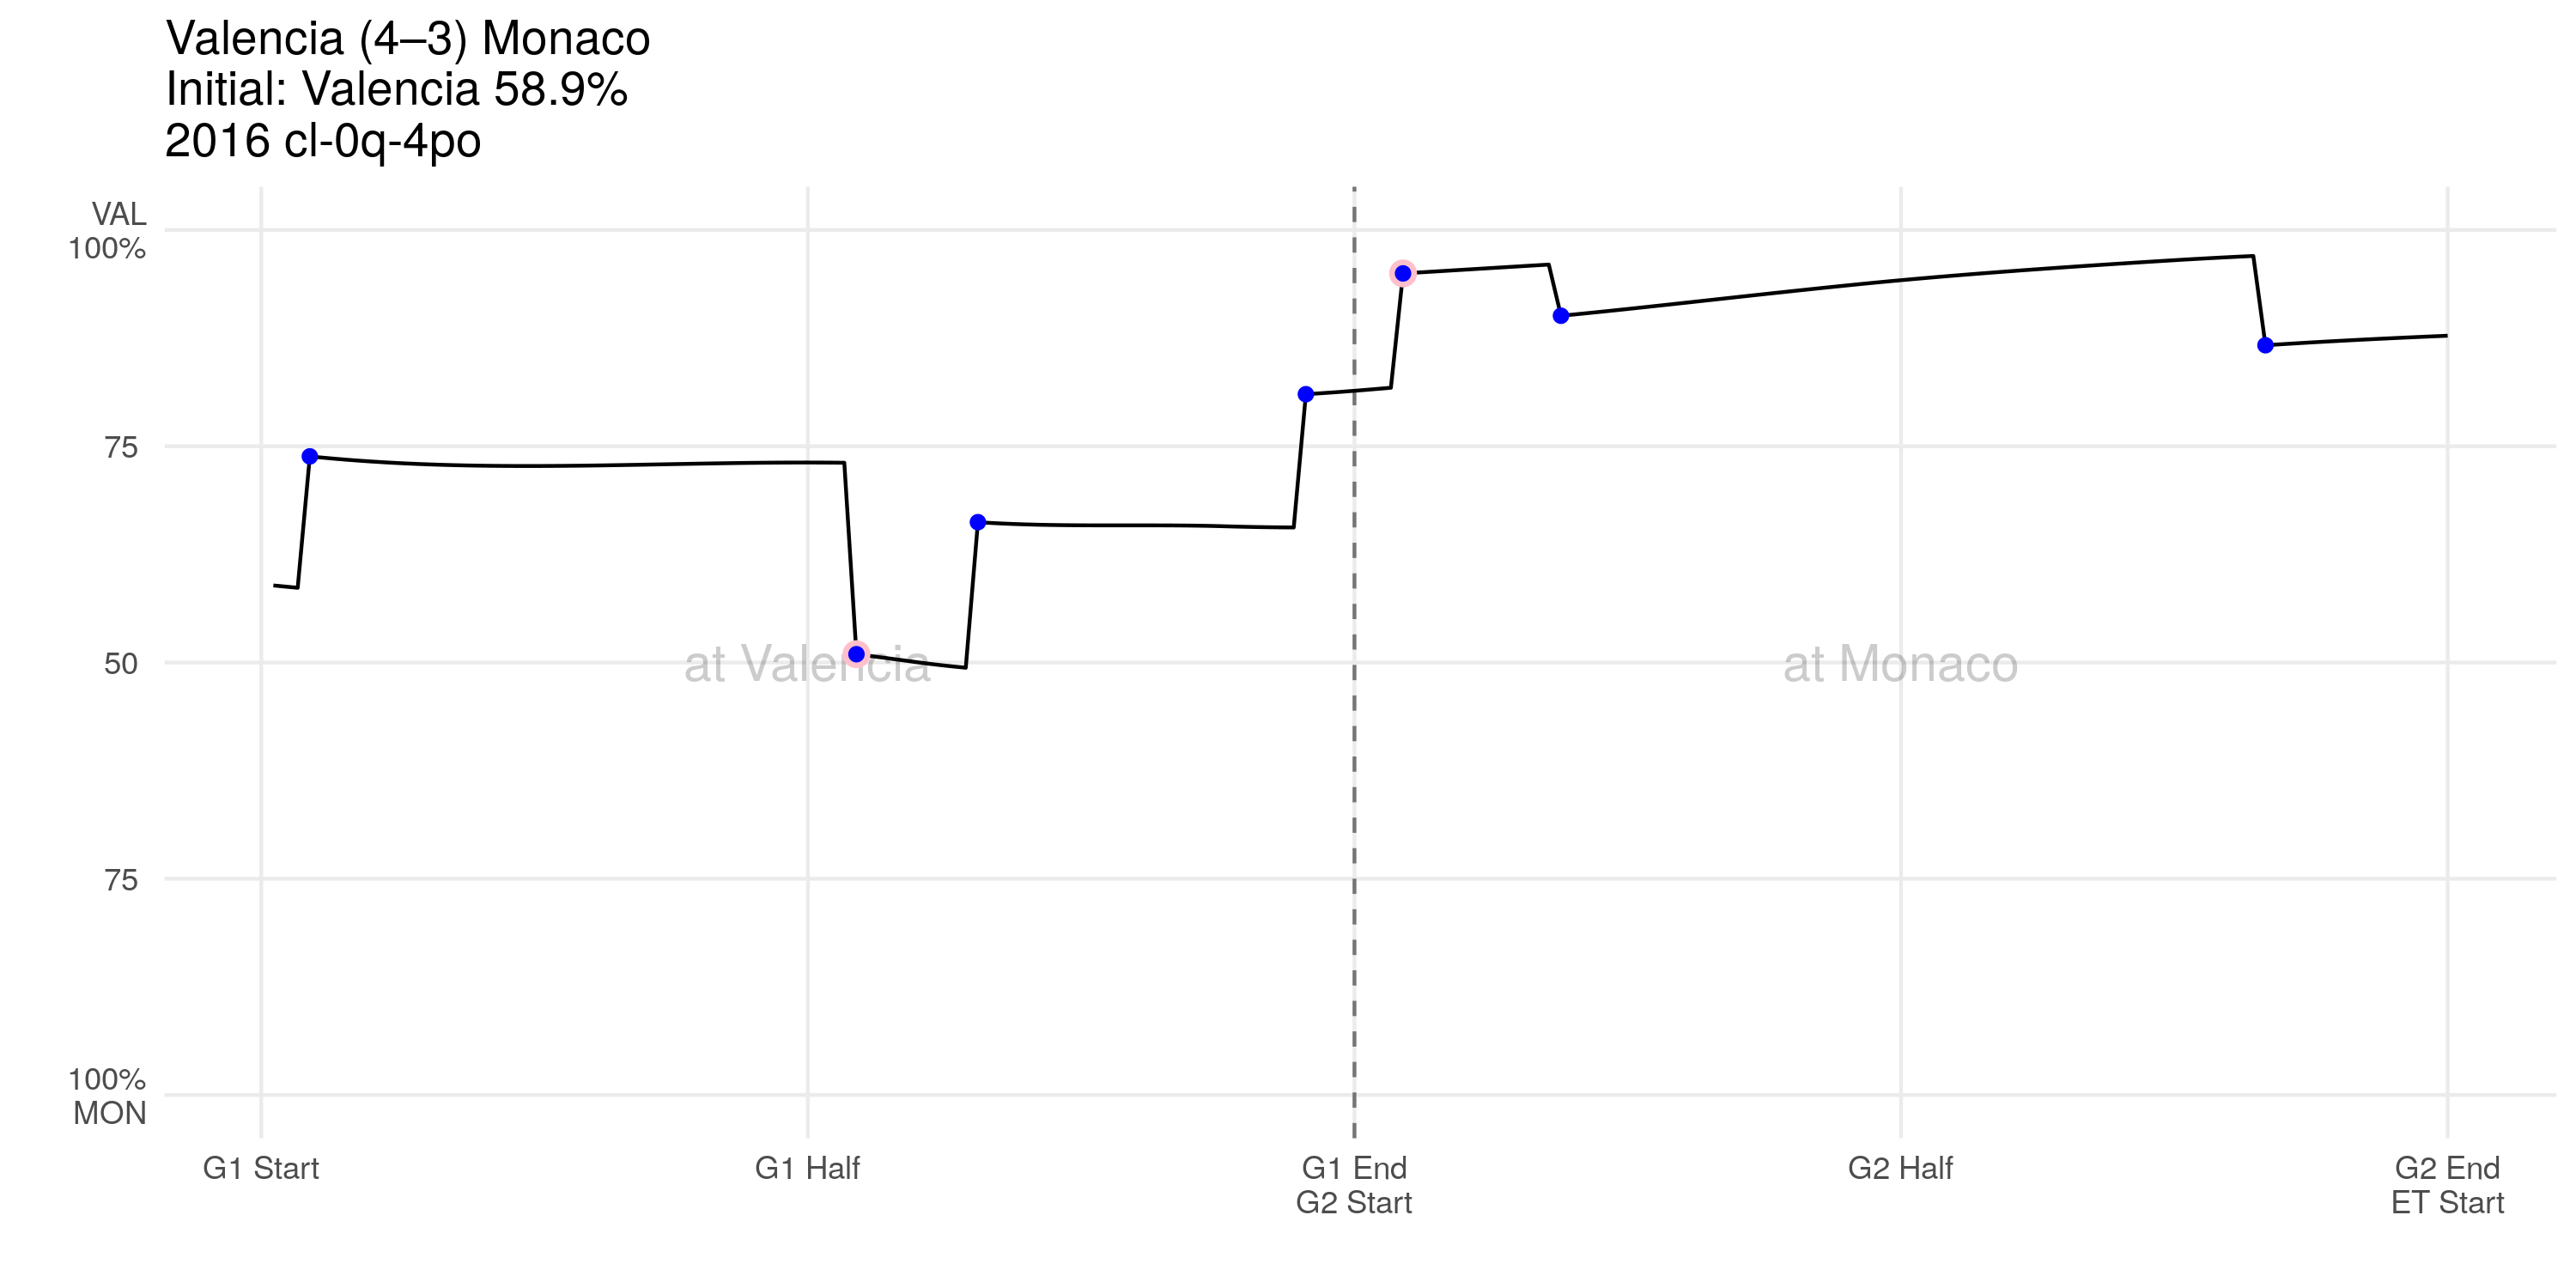 Valencia (4–3) Monaco
Initial: Valencia 58.9%
2016 cl-0q-4po
VAL
100%
75
50
75
100%
MON
at Valencia
at Monaco
G1 Start
G1 Half
G1 End
G2 Start
G2 Half
G2 End
ET Start